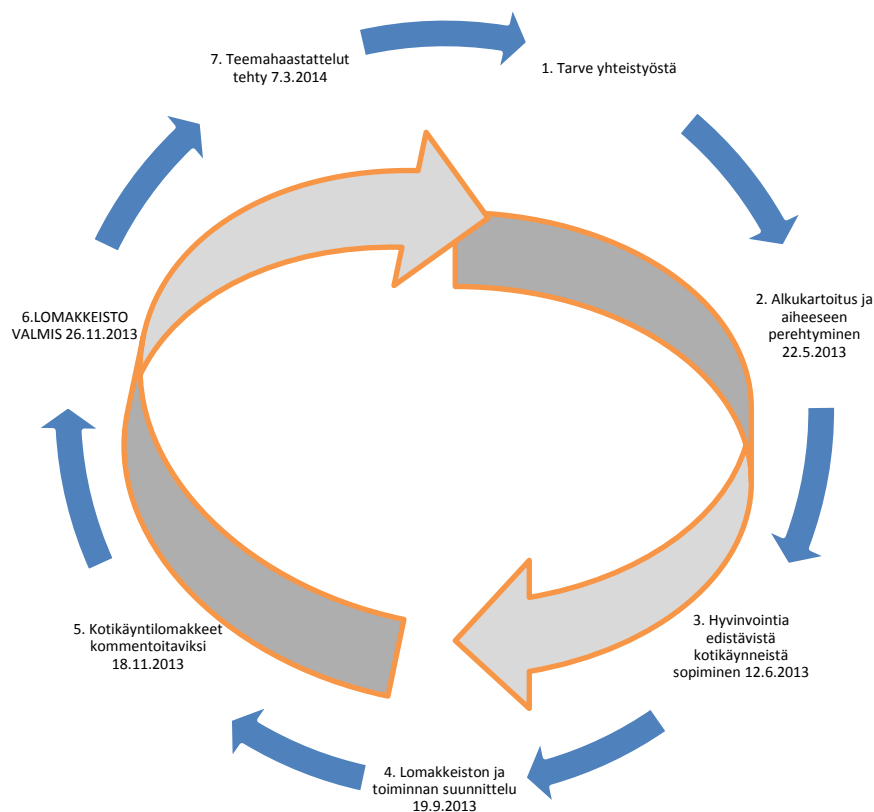 1. Tarve yhteistyöstä
2. Alkukartoitus ja
aiheeseen
perehtyminen
22.5.2013
3. Hyvinvointia
edistävistä
kotikäynneistä
sopiminen 12.6.2013
4. Lomakkeiston ja
toiminnan suunnittelu
19.9.2013
5. Kotikäyntilomakkeet
kommentoitaviksi
18.11.2013
6.LOMAKKEISTO
VALMIS 26.11.2013
7. Teemahaastattelut
tehty 7.3.2014